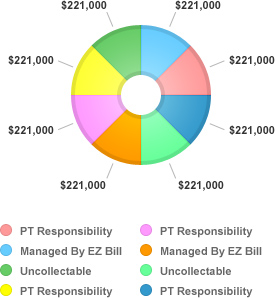 $221,000 $221,000
$221,000 $221,000
$221,000 $221,000
$221,000 $221,000
PT Responsibility PT Responsibility
Managed By EZ Bill Managed By EZ Bill
Uncollectable Uncollectable
PT Responsibility PT Responsibility